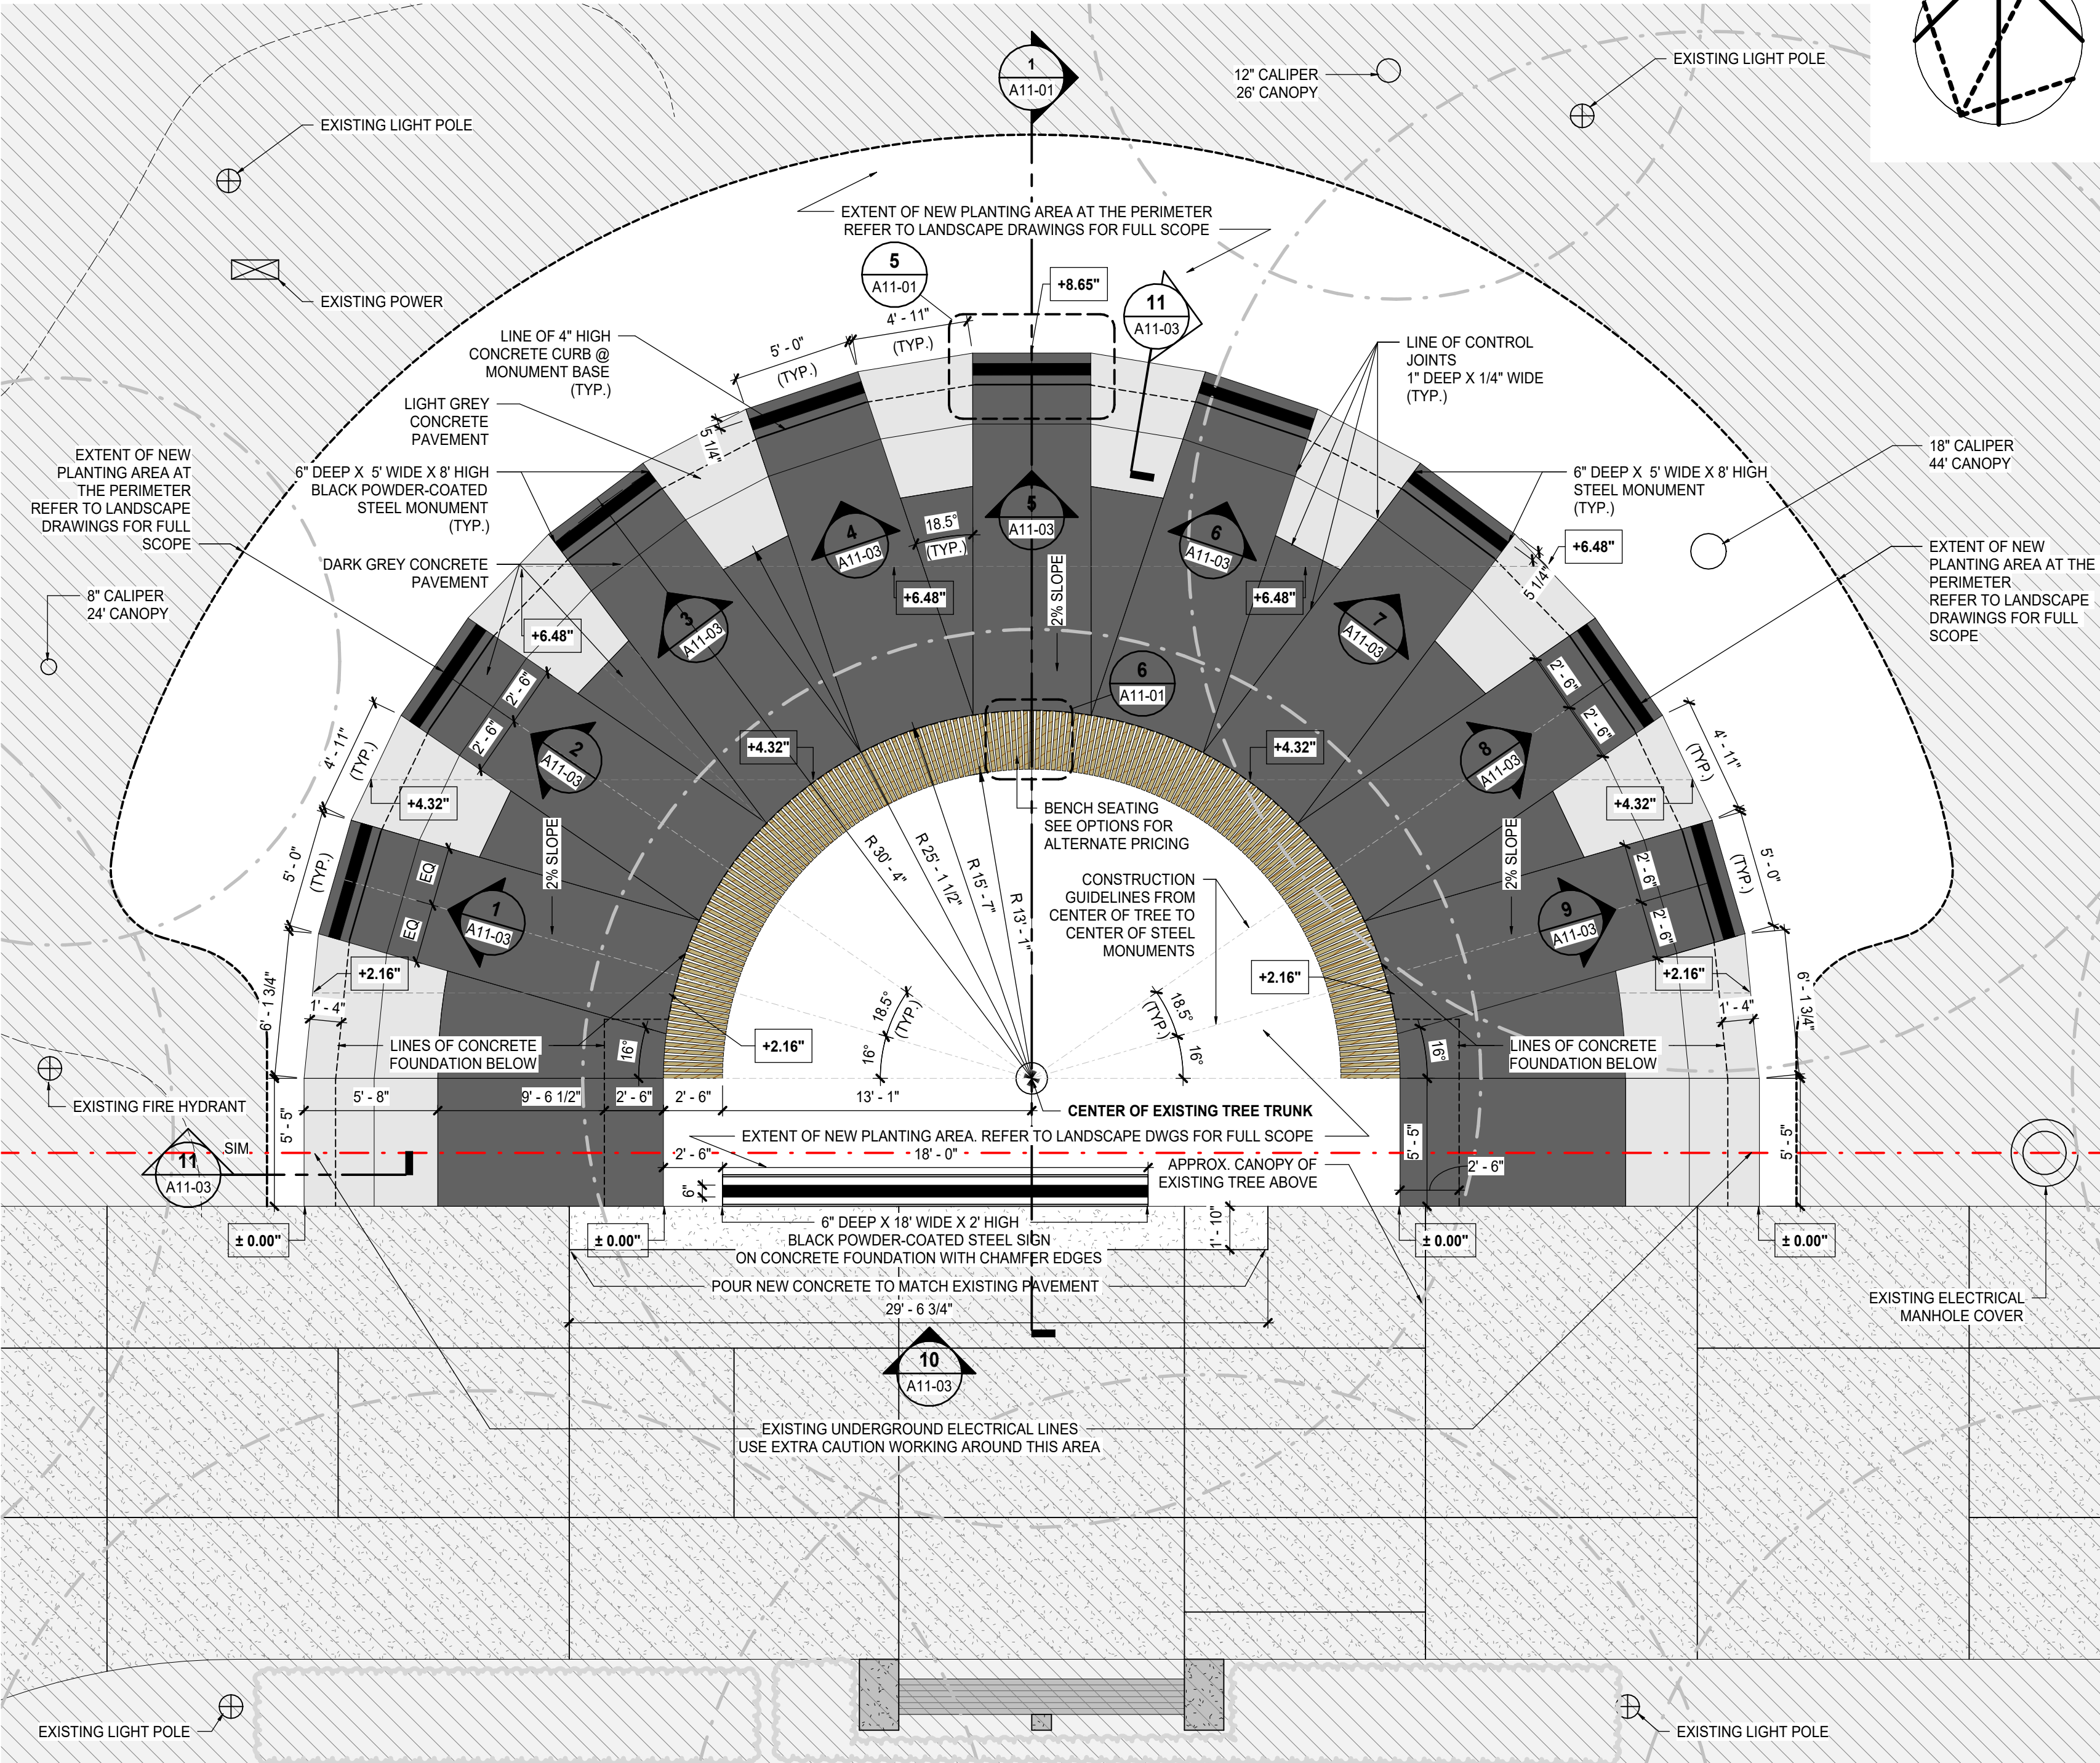 1
A11-01
12" CALIPER
26' CANOPY
EXISTING LIGHT POLE
EXISTING LIGHT POLE
EXISTING POWER
EXTENT OF NEW PLANTING AREA AT THE PERIMETER
REFER TO LANDSCAPE DRAWINGS FOR FULL SCOPE
5
A11-01
+8.65"
11
A11-03
4' - 11"
(TYP.)
5' - 0"
(TYP.)
LINE OF 4" HIGH
CONCRETE CURB @
MONUMENT BASE
(TYP.)
LINE OF CONTROL
JOINTS
1" DEEP X 1/4" WIDE
(TYP.)
LIGHT GREY
CONCRETE
PAVEMENT
5 1/4"
EXTENT OF NEW
PLANTING AREA AT
THE PERIMETER
REFER TO LANDSCAPE
DRAWINGS FOR FULL
SCOPE
6" DEEP X 5' WIDE X 8' HIGH
BLACK POWDER-COATED
STEEL MONUMENT
(TYP.)
6" DEEP X 5' WIDE X 8' HIGH
STEEL MONUMENT
(TYP.)
18" CALIPER
44' CANOPY
DARK GREY CONCRETE
PAVEMENT
4
A11-03
18.5°
(TYP.)
5
A11-03
6
A11-03
+6.48"
5 1/4"
EXTENT OF NEW
PLANTING AREA AT THE
PERIMETER
REFER TO LANDSCAPE
DRAWINGS FOR FULL
SCOPE
8" CALIPER
24' CANOPY
+6.48"
3
A11-03
+6.48"
2% SLOPE
+6.48"
7
A11-03
2' - 6"
2' - 6"
2
A11-03
+4.32"
6
A11-01
+4.32"
8
A11-03
2' - 6"
2' - 6"
4' - 11"
(TYP.)
+4.32"
4' - 11"
(TYP.)
+4.32"
BENCH SEATING
SEE OPTIONS FOR
ALTERNATE PRICING
R 30' - 4"
R 25' - 1 1/2"
R 15' - 7"
R 13' - 1"
5' - 0"
(TYP.)
EQ
EQ
1
A11-03
2% SLOPE
CONSTRUCTION
GUIDELINES FROM
CENTER OF TREE TO
CENTER OF STEEL
MONUMENTS
2% SLOPE
9
A11-03
2' - 6"
2' - 6"
5' - 0"
(TYP.)
+2.16"
1' - 4"
6' - 1 3/4"
+2.16"
+2.16"
1' - 4"
6' - 1 3/4"
LINES OF CONCRETE
FOUNDATION BELOW
16°
+2.16"
16°
18.5°
(TYP.)
18.5°
(TYP.)
16°
16°
LINES OF CONCRETE
FOUNDATION BELOW
EXISTING FIRE HYDRANT
5' - 5"
5' - 8"
9' - 6 1/2"
2' - 6"
2' - 6"
13' - 1"
CENTER OF EXISTING TREE TRUNK
EXTENT OF NEW PLANTING AREA. REFER TO LANDSCAPE DWGS FOR FULL SCOPE
11
A11-03
SIM.
2' - 6"
18' - 0"
APPROX. CANOPY OF
EXISTING TREE ABOVE
5' - 5"
2' - 6"
5' - 5"
6"
± 0.00"
± 0.00"
6" DEEP X 18' WIDE X 2' HIGH
BLACK POWDER-COATED STEEL SIGN
ON CONCRETE FOUNDATION WITH CHAMFER EDGES
1' - 10"
± 0.00"
± 0.00"
POUR NEW CONCRETE TO MATCH EXISTING PAVEMENT
29' - 6 3/4"
EXISTING ELECTRICAL
MANHOLE COVER
10
A11-03
EXISTING UNDERGROUND ELECTRICAL LINES
USE EXTRA CAUTION WORKING AROUND THIS AREA
EXISTING LIGHT POLE
EXISTING LIGHT POLE